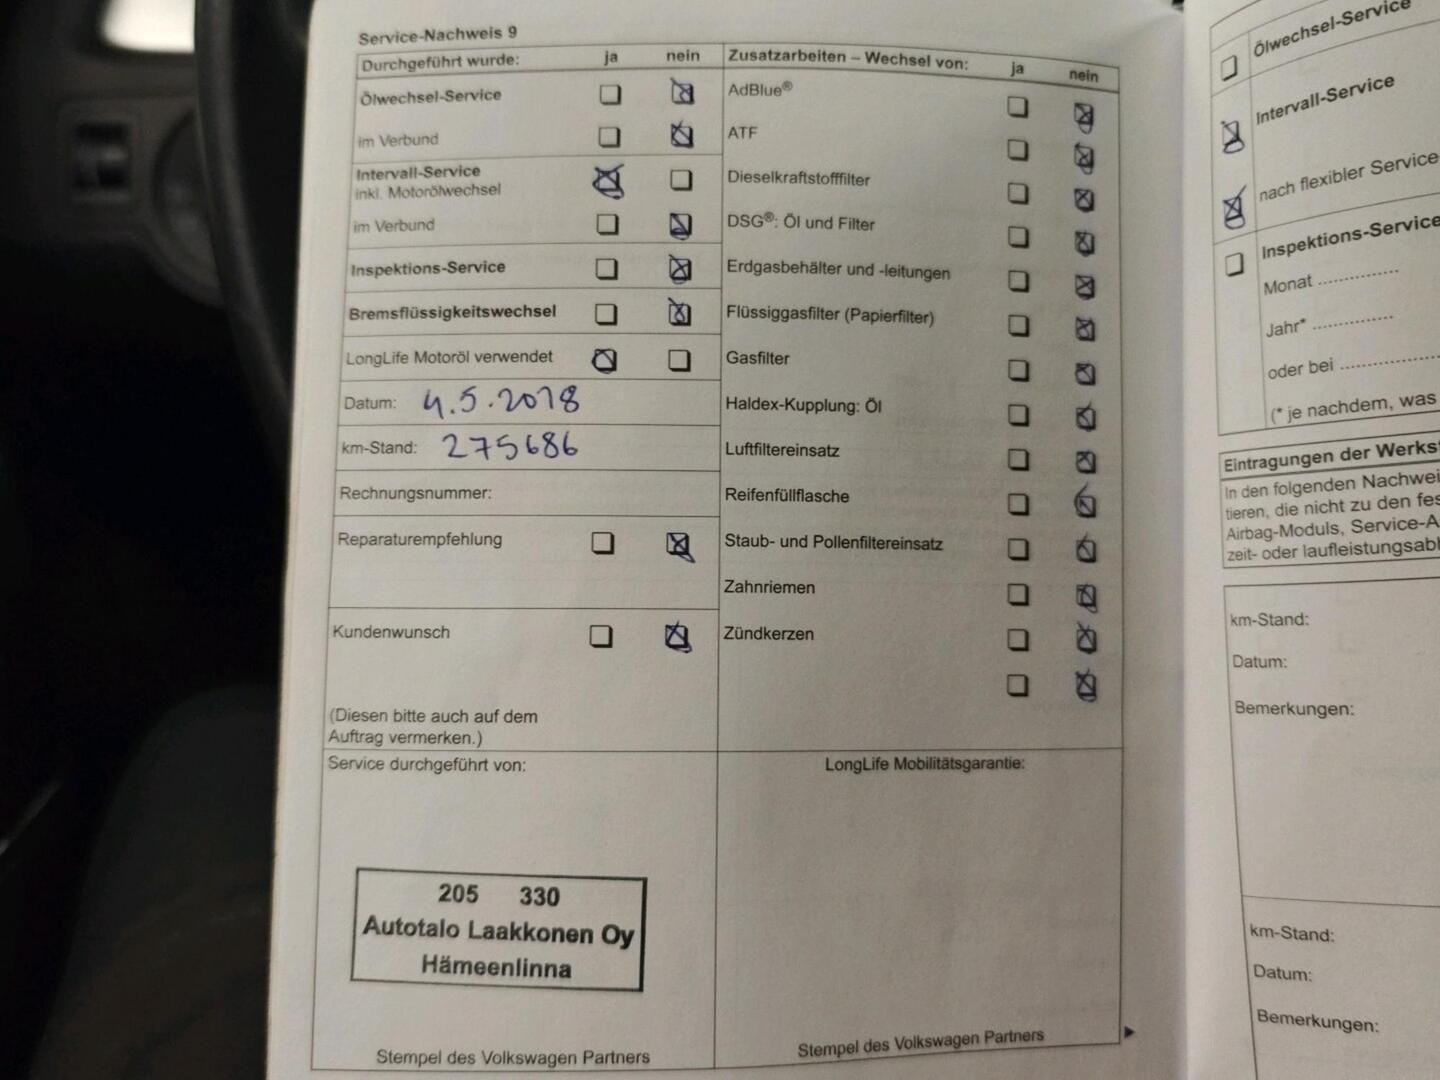 Service-Nachweis 9
Durchgeführt wurde: ja nein
Ölwechsel-Service
im Verbund
Intervall-Service
inkl. Motorölwechsel
im Verbund
Inspektions-Service
Bremsflüssigkeitswechsel
LongLife Motoröl verwendet
Datum: 4.5.2018
km-Stand: 275686
Rechnungsnummer:
Reparaturempfehlung
Kundenwunsch
(Diesen bitte auch auf dem
Auftrag vermerken.)
Service durchgeführt von:
205 330
Autotalo Laakkonen Oy
Hämeenlinna
Stempel des Volkswagen Partners
Zusatzarbeiten – Wechsel von: ja nein
AdBlue®
ATF
Dieselkraftstofffilter
DSG®: Öl und Filter
Erdgasbehälter und -leitungen
Flüssiggasfilter (Papierfilter)
Gasfilter
Haldex-Kupplung: Öl
Luftfiltereinsatz
Reifenfüllflasche
Staub- und Pollenfiltereinsatz
Zahnriemen
Zündkerzen
LongLife Mobilitätsgarantie:
Stempel des Volkswagen Partners
Ölwechsel-Service
Intervall-Service
nach flexibler Service
Inspektions-Service
Monat ..............
Jahr* ..............
oder bei ..................
(* je nachdem, was
Eintragungen der Werks
In den folgenden Nachwei
tieren, die nicht zu den fes
Airbag-Moduls, Service-A
zeit- oder laufleistungsab
km-Stand:
Datum:
Bemerkungen:
km-Stand:
Datum:
Bemerkungen: